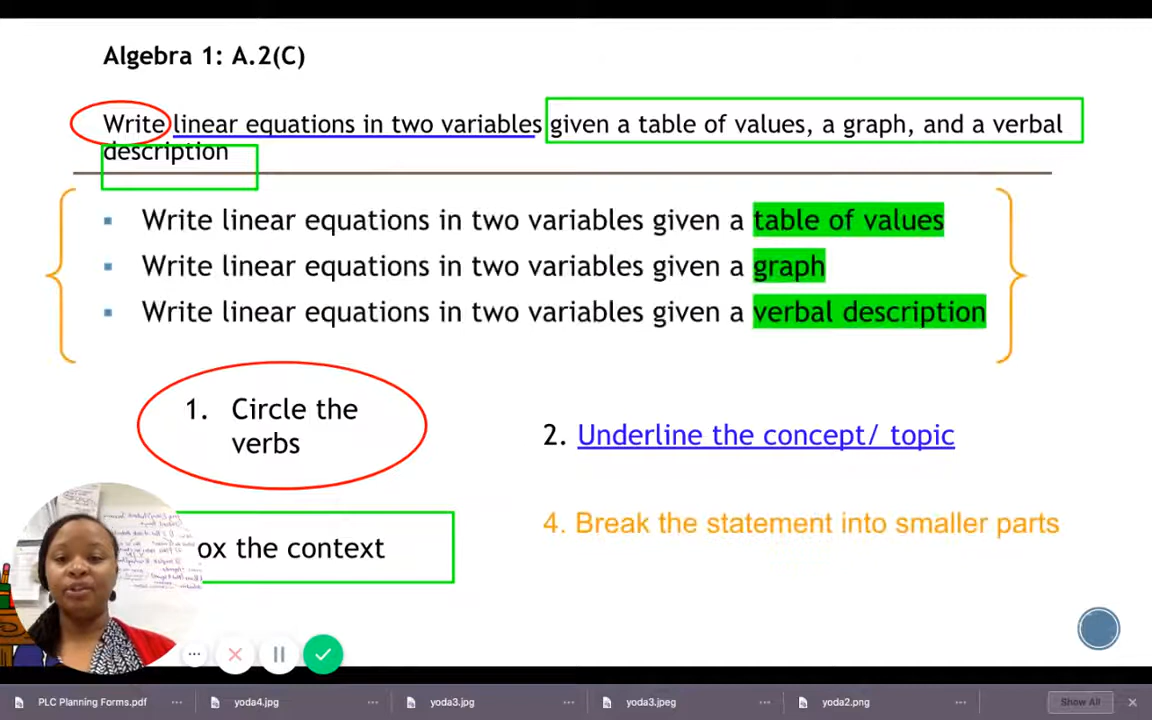 Algebra 1: A.2(C)
Write linear equations in two variables given a table of values, a graph, and a verbal
description
Write linear equations in two variables given a table of values
Write linear equations in two variables given a graph
Write linear equations in two variables given a verbal description
1. Circle the
verbs
2. Underline the concept/ topic
ox the context
4. Break the statement into smaller parts
PLC Planning Forms.pdf
yoda4.jpg
yoda3.jpg
yoda3.jpeg
yoda2.png
Show All